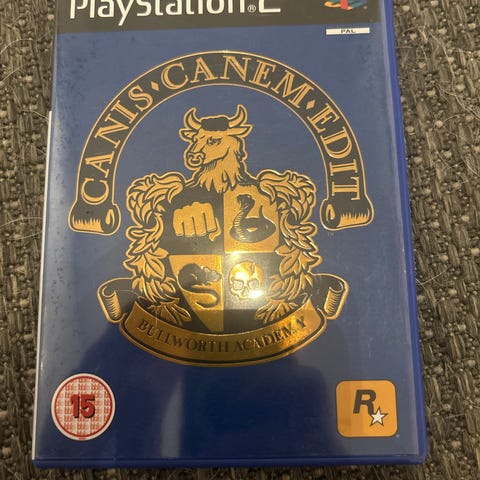 PlayStation®2
PAL
CANIS·CANEM·EDIT
BULLWORTH ACADEMY
15
R